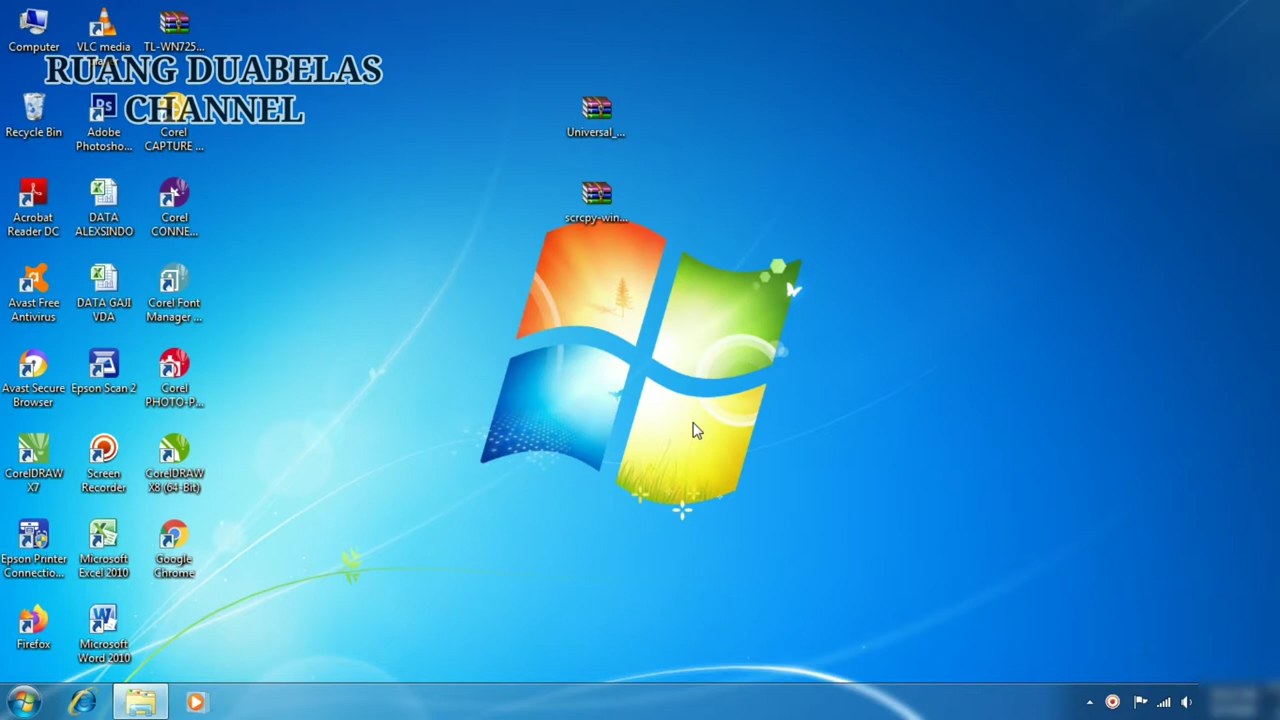 Computer
VLC media
TL-WN725...
RUANG DUABELAS
CHANNEL
Recycle Bin
Adobe
Photosho...
Corel
CAPTURE ...
Universal_...
scrcpy-win...
Acrobat
Reader DC
DATA
ALEXSINDO
Corel
CONNE...
Avast Free
Antivirus
DATA GAJI
VDA
Corel Font
Manager ...
Avast Secure
Browser
Epson Scan 2
Corel
PHOTO-P...
CorelDRAW
X7
Screen
Recorder
CorelDRAW
X8 (64-Bit)
Epson Printer
Connectio...
Microsoft
Excel 2010
Google
Chrome
Firefox
Microsoft
Word 2010